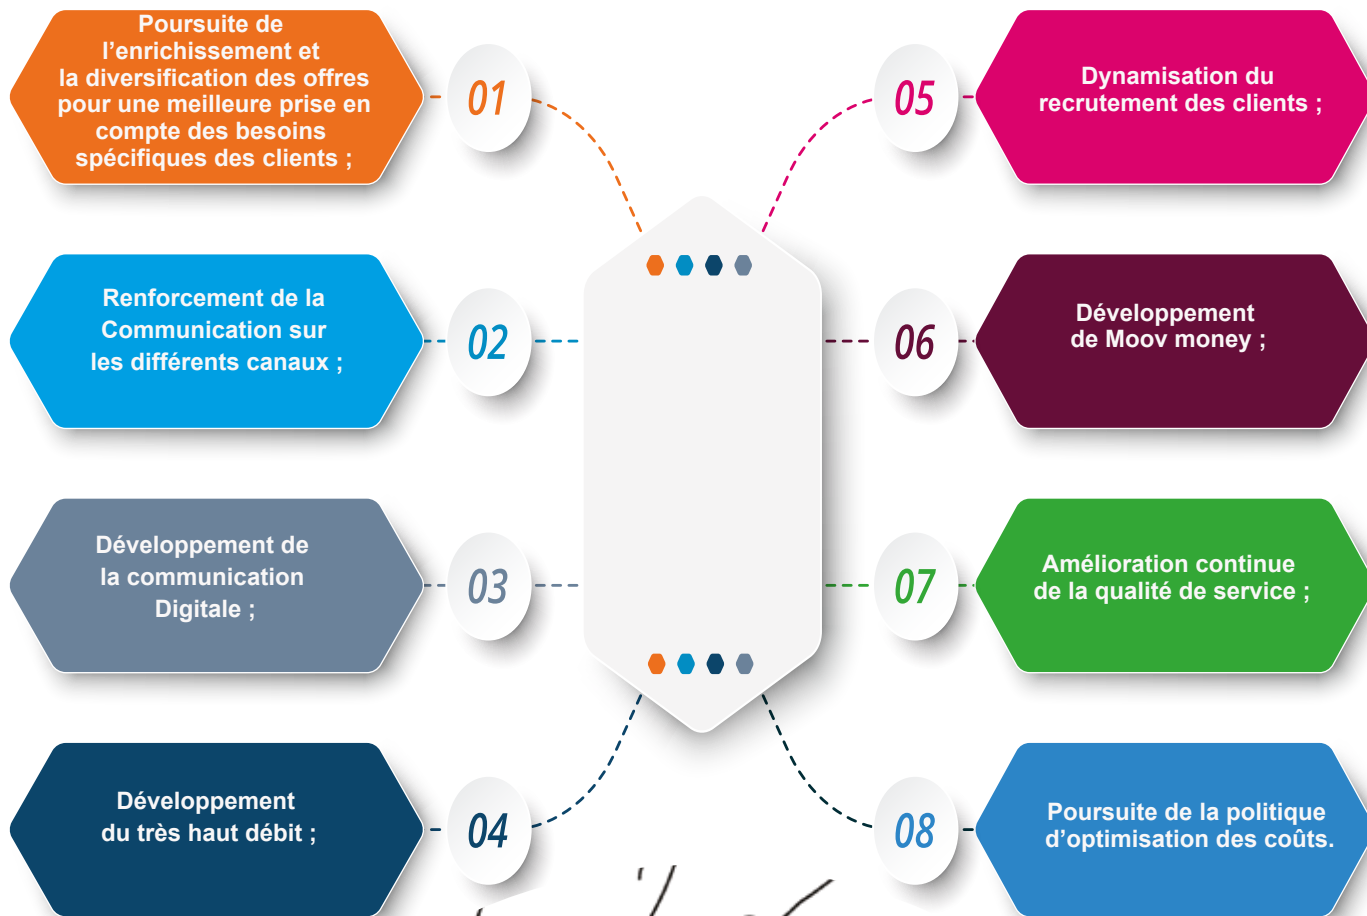 Poursuite de
l'enrichissement et
la diversification des offres
pour une meilleure prise en
compte des besoins
spécifiques des clients ;
01
Renforcement de la
Communication sur
les différents canaux ;
02
Développement de
la communication
Digitale ;
03
Développement
du très haut débit ;
04
05
Dynamisation du
recrutement des clients ;
06
Développement
de Moov money ;
07
Amélioration continue
de la qualité de service ;
08
Poursuite de la politique
d'optimisation des coûts.